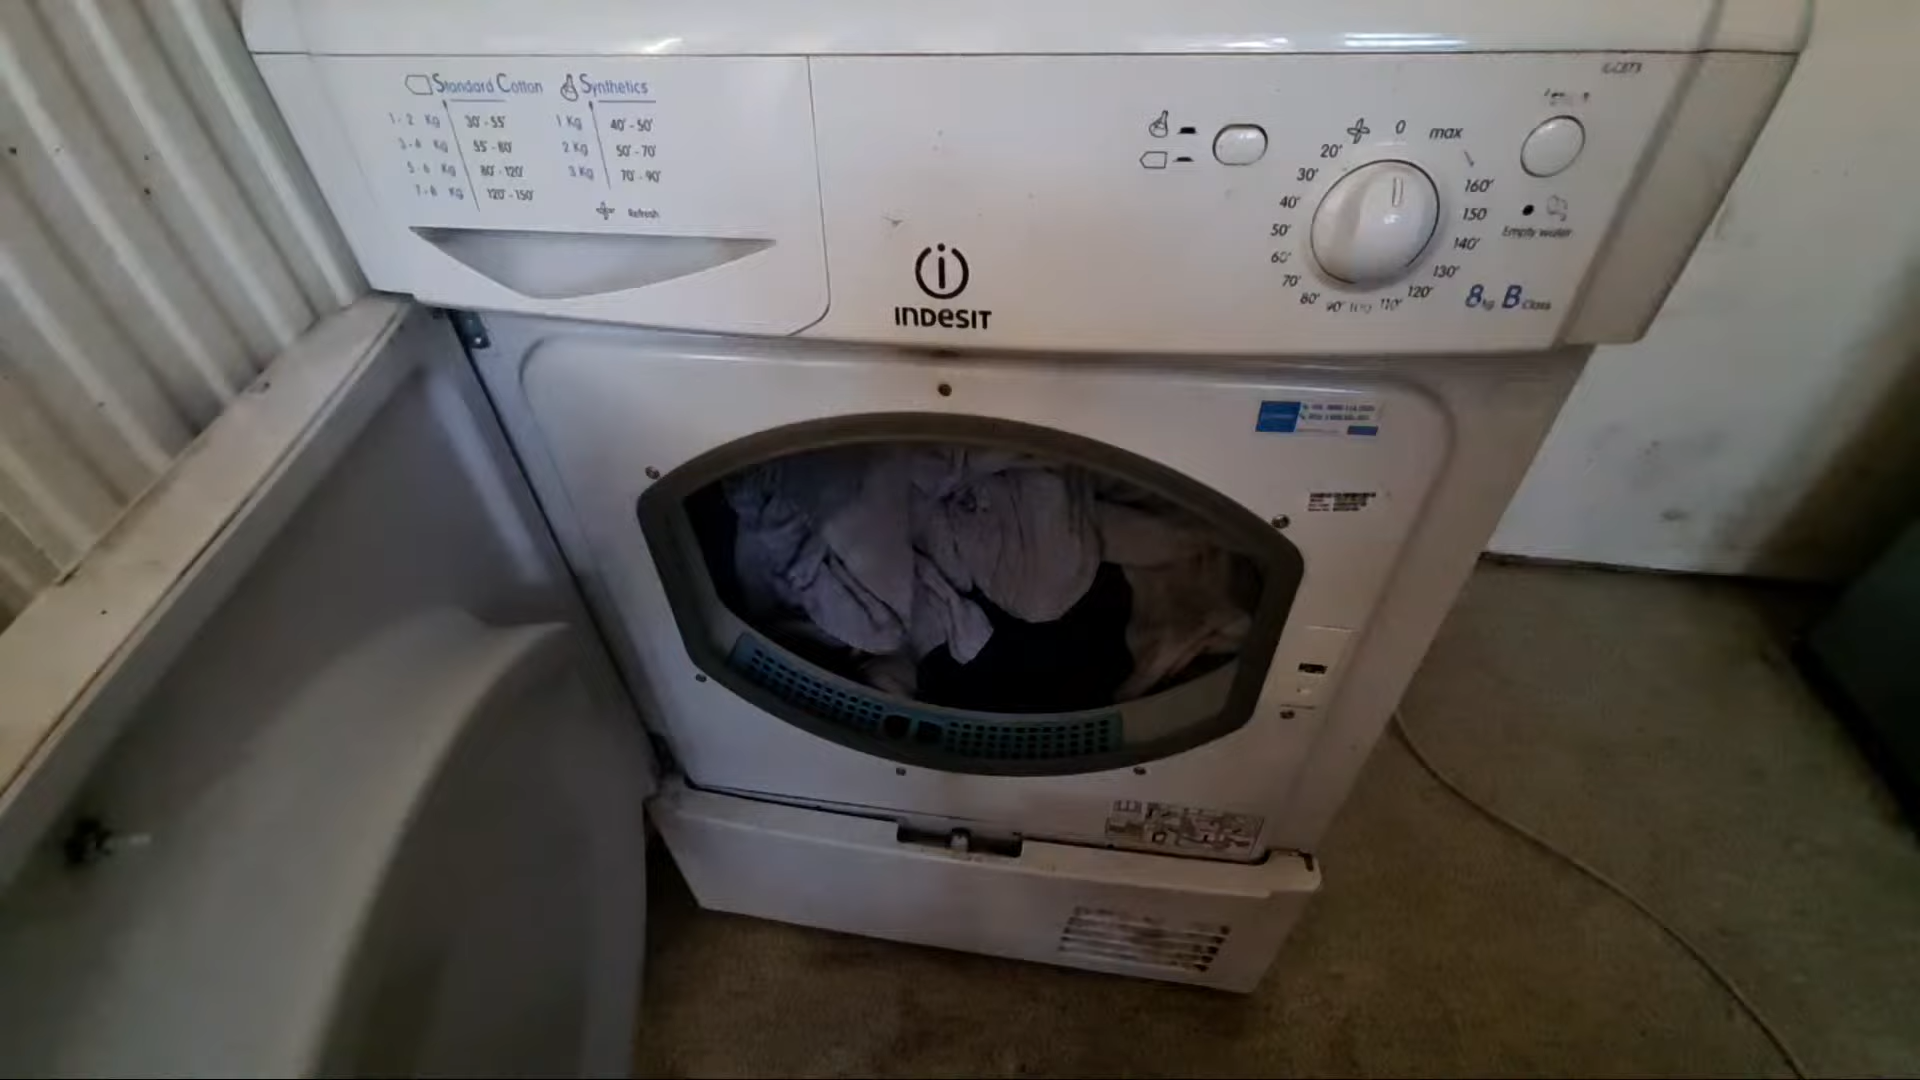 Standard Cotton
1 - 2 Kg 30' - 55'
3 - 4 Kg 55' - 80'
5 - 6 Kg 80' - 120'
7 - 8 Kg 120' - 150'
Synthetics
1 Kg 40' - 50'
2 Kg 50' - 70'
3 Kg 70' - 90'
Refresh
INDESIT
0
max
160'
150
140'
130'
120'
110'
100
90'
80'
70'
60'
50'
40'
30'
20'
Empty water
8kg B Class